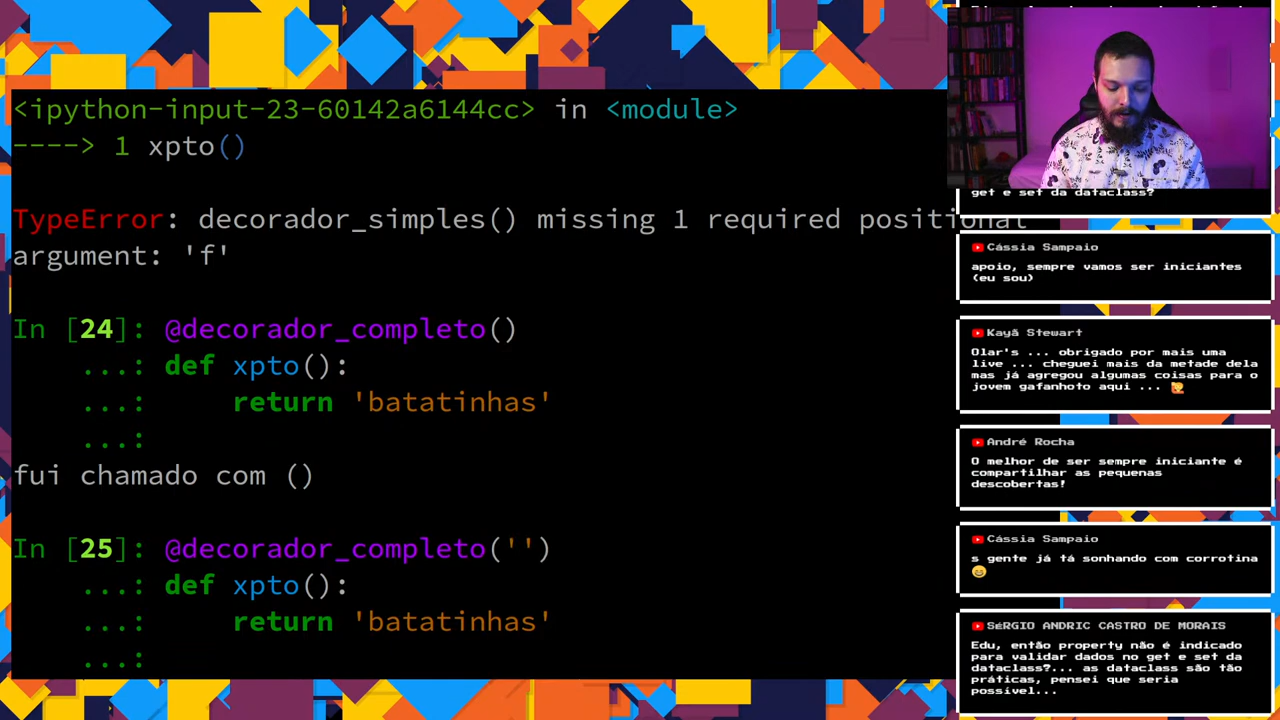 <ipython-input-23-60142a6144cc> in <module>
----> 1 xpto()
TypeError: decorador_simples() missing 1 required positional
argument: 'f'
In [24]: @decorador_completo()
...: def xpto():
...: return 'batatinhas'
...:
fui chamado com ()
In [25]: @decorador_completo('')
...: def xpto():
...: return 'batatinhas'
...:
get e set da dataclass?
Cássia Sampaio
apoio, sempre vamos ser iniciantes
(eu sou)
Kayã Stewart
Olar's ... obrigado por mais uma
live ... cheguei mais da metade dela
mas já agregou algumas coisas para o
jovem gafanhoto aqui ... 
André Rocha
O melhor de ser sempre iniciante é
compartilhar as pequenas
descobertas!
Cássia Sampaio
s gente já tá sonhando com corrotina
😄
SéRGIO ANDRIC CASTRO DE MORAIS
Edu, então property não é indicado
para validar dados no get e set da
dataclass?... as dataclass são tão
práticas, pensei que seria
possível...